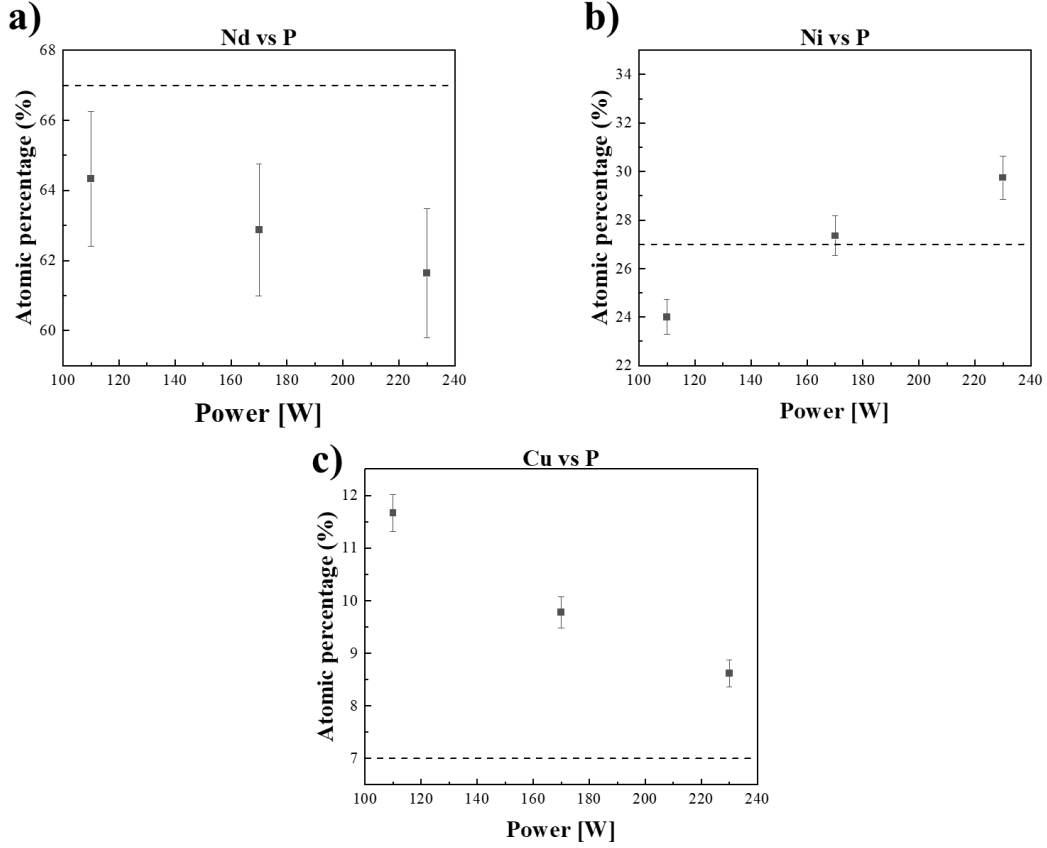 a)
Nd vs P
Atomic percentage (%)
68
66
64
62
60
100 120 140 160 180 200 220 240
Power [W]
b)
Ni vs P
Atomic percentage (%)
34
32
30
28
26
24
22
100 120 140 160 180 200 220 240
Power [W]
c)
Cu vs P
Atomic percentage (%)
12
11
10
9
8
7
100 120 140 160 180 200 220 240
Power [W]